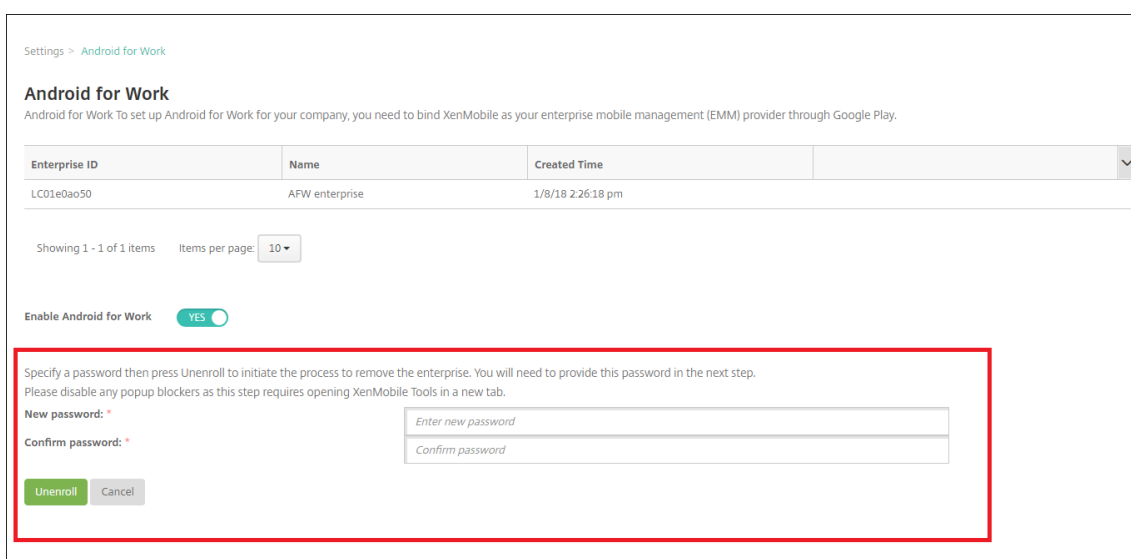 Settings > Android for Work
Android for Work
Android for Work To set up Android for Work for your company, you need to bind XenMobile as your enterprise mobile management (EMM) provider through Google Play.
Enterprise ID Name Created Time
LC01e0ao50 AFW enterprise 1/8/18 2:26:18 pm
Showing 1 - 1 of 1 items Items per page: 10
Enable Android for Work YES
Specify a password then press Unenroll to initiate the process to remove the enterprise. You will need to provide this password in the next step.
Please disable any popup blockers as this step requires opening XenMobile Tools in a new tab.
New password: * Enter new password
Confirm password: * Confirm password
Unenroll Cancel